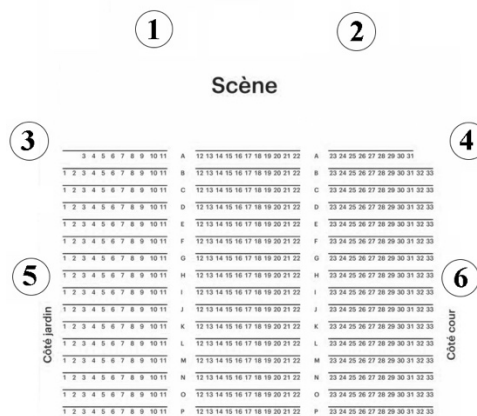 1 2
Scène
3 4
3 4 5 6 7 8 9 10 11 A 12 13 14 15 16 17 18 19 20 21 22 A 23 24 25 26 27 28 29 30 31
1 2 3 4 5 6 7 8 9 10 11 B 12 13 14 15 16 17 18 19 20 21 22 B 23 24 25 26 27 28 29 30 31 32 33
1 2 3 4 5 6 7 8 9 10 11 C 12 13 14 15 16 17 18 19 20 21 22 C 23 24 25 26 27 28 29 30 31 32 33
1 2 3 4 5 6 7 8 9 10 11 D 12 13 14 15 16 17 18 19 20 21 22 D 23 24 25 26 27 28 29 30 31 32 33
1 2 3 4 5 6 7 8 9 10 11 E 12 13 14 15 16 17 18 19 20 21 22 E 23 24 25 26 27 28 29 30 31 32 33
1 2 3 4 5 6 7 8 9 10 11 F 12 13 14 15 16 17 18 19 20 21 22 F 23 24 25 26 27 28 29 30 31 32 33
1 2 3 4 5 6 7 8 9 10 11 G 12 13 14 15 16 17 18 19 20 21 22 G 23 24 25 26 27 28 29 30 31 32 33
5 6
1 2 3 4 5 6 7 8 9 10 11 H 12 13 14 15 16 17 18 19 20 21 22 H 23 24 25 26 27 28 29 30 31 32 33
1 2 3 4 5 6 7 8 9 10 11 I 12 13 14 15 16 17 18 19 20 21 22 I 23 24 25 26 27 28 29 30 31 32 33
1 2 3 4 5 6 7 8 9 10 11 J 12 13 14 15 16 17 18 19 20 21 22 J 23 24 25 26 27 28 29 30 31 32 33
Côté jardin
Côté cour
1 2 3 4 5 6 7 8 9 10 11 K 12 13 14 15 16 17 18 19 20 21 22 K 23 24 25 26 27 28 29 30 31 32 33
1 2 3 4 5 6 7 8 9 10 11 L 12 13 14 15 16 17 18 19 20 21 22 L 23 24 25 26 27 28 29 30 31 32 33
1 2 3 4 5 6 7 8 9 10 11 M 12 13 14 15 16 17 18 19 20 21 22 M 23 24 25 26 27 28 29 30 31 32 33
1 2 3 4 5 6 7 8 9 10 11 N 12 13 14 15 16 17 18 19 20 21 22 N 23 24 25 26 27 28 29 30 31 32 33
1 2 3 4 5 6 7 8 9 10 11 O 12 13 14 15 16 17 18 19 20 21 22 O 23 24 25 26 27 28 29 30 31 32 33
1 2 3 4 5 6 7 8 9 10 11 P 12 13 14 15 16 17 18 19 20 21 22 P 23 24 25 26 27 28 29 30 31 32 33